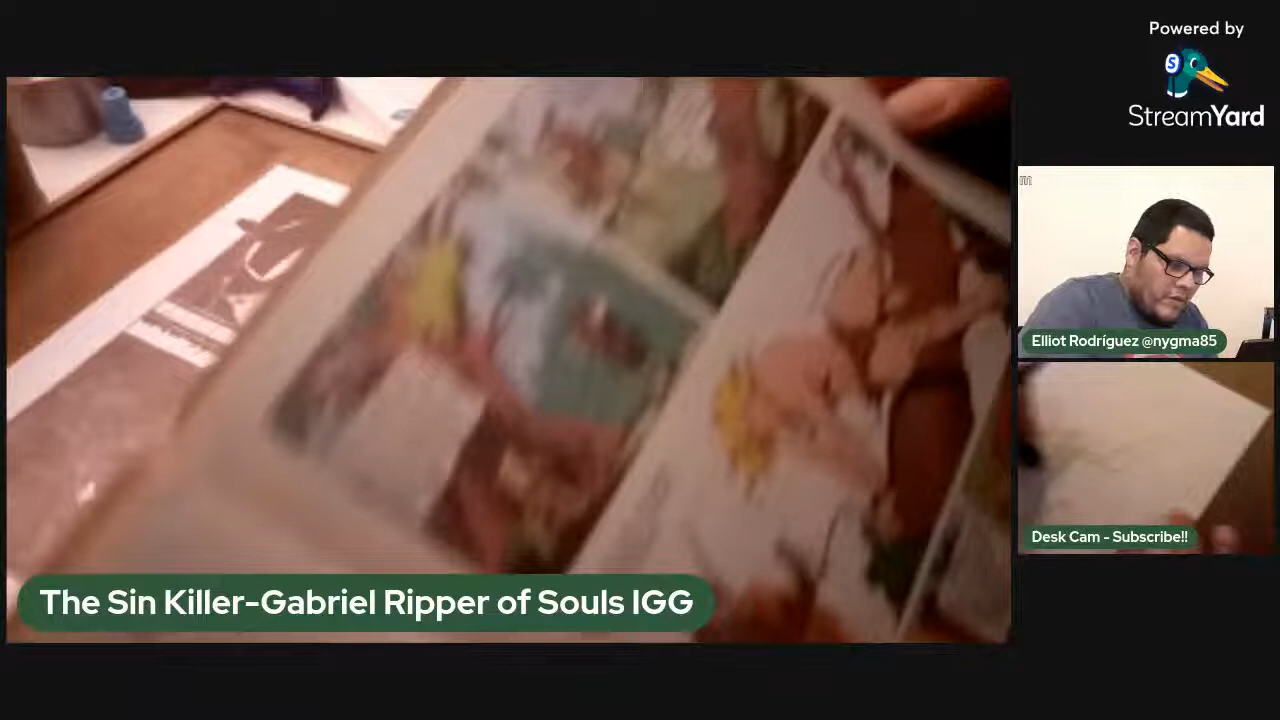 Powered by
StreamYard
m
Elliot Rodríguez @nygma85
Desk Cam - Subscribe!!
The Sin Killer-Gabriel Ripper of Souls IGG